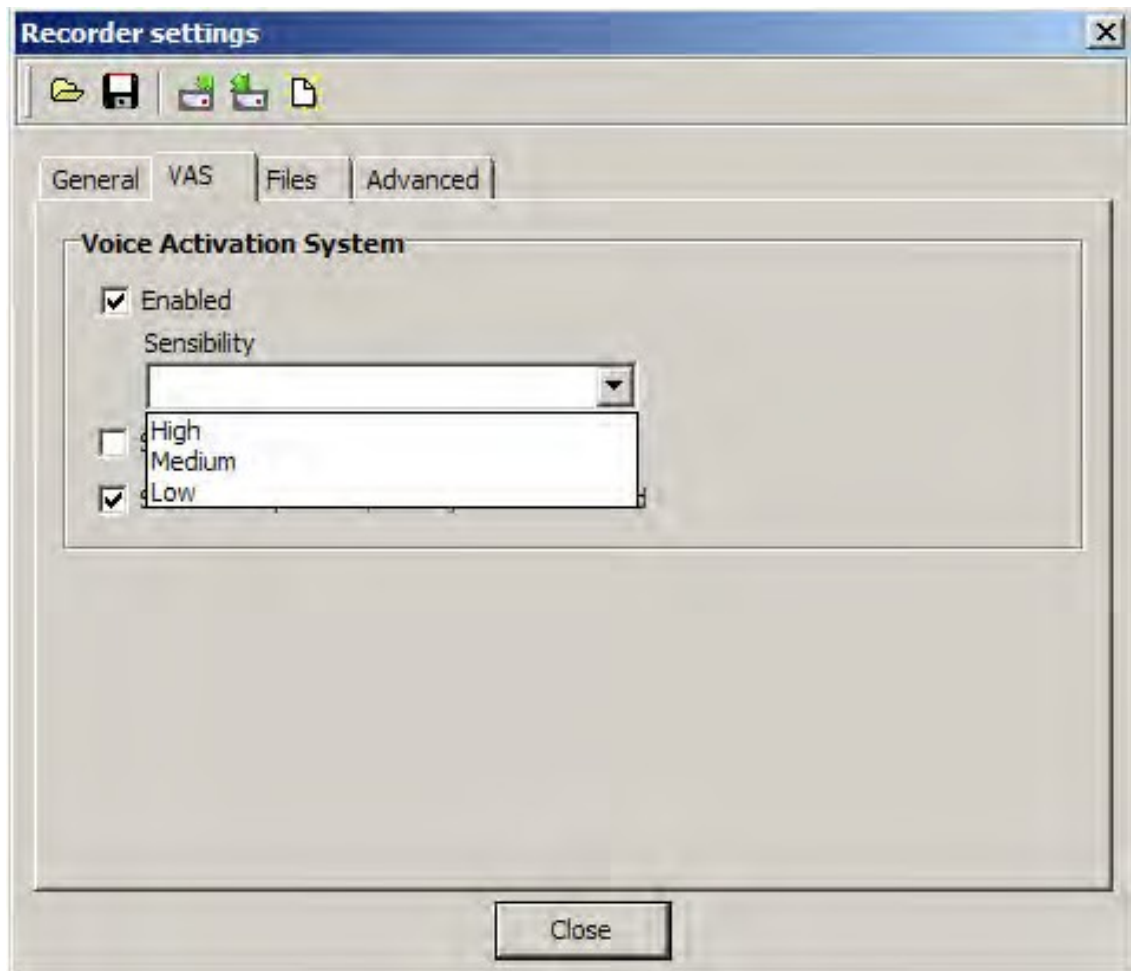 Recorder settings
General VAS Files Advanced
Voice Activation System
Enabled
Sensibility
High
Medium
Low
Close